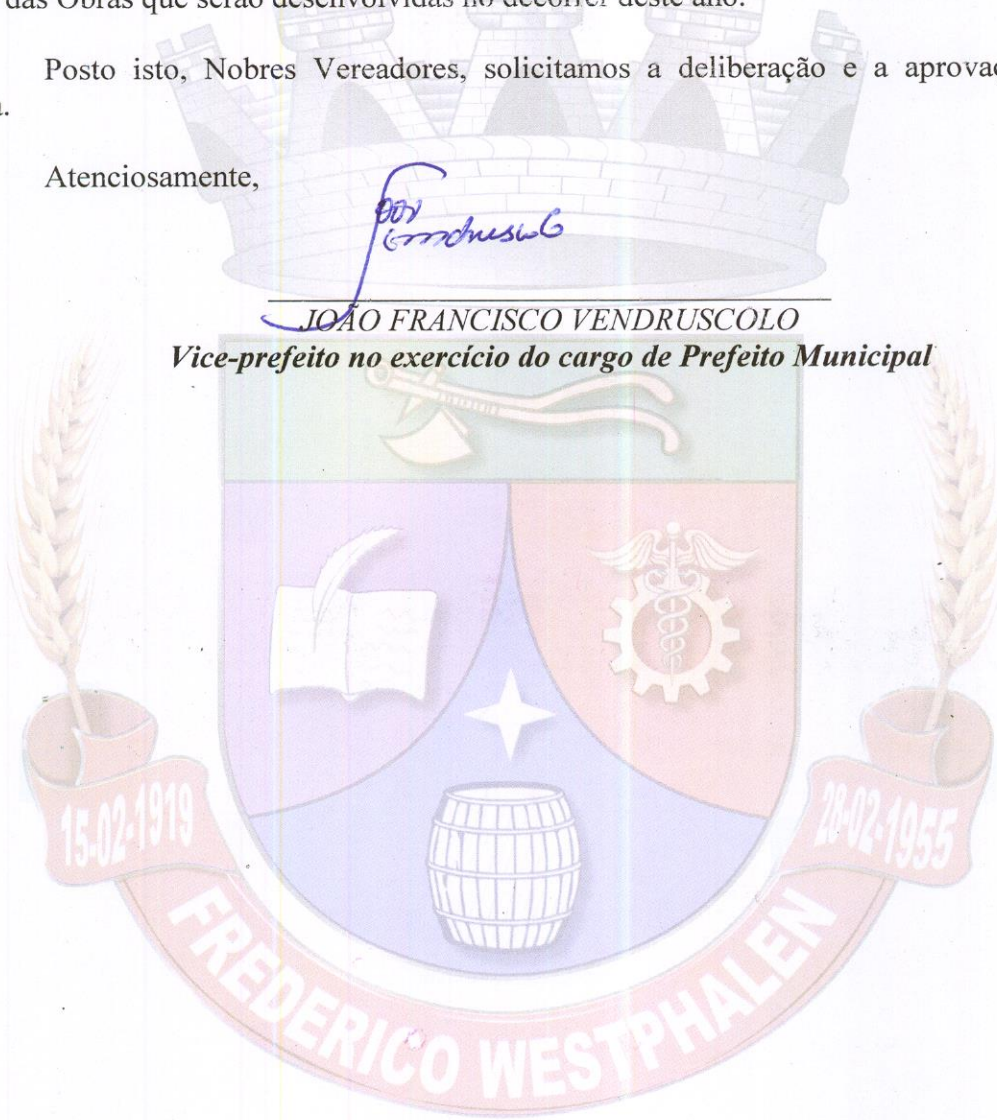 das Obras que serão desenvolvidas no decorrer deste ano.
Posto isto, Nobres Vereadores, solicitamos a deliberação e a aprovaç
.
Atenciosamente,
JOÃO FRANCISCO VENDRUSCOLO
Vice-prefeito no exercício do cargo de Prefeito Municipal
15-02-1919
28-02-1955
FREDERICO WESTPHALEN